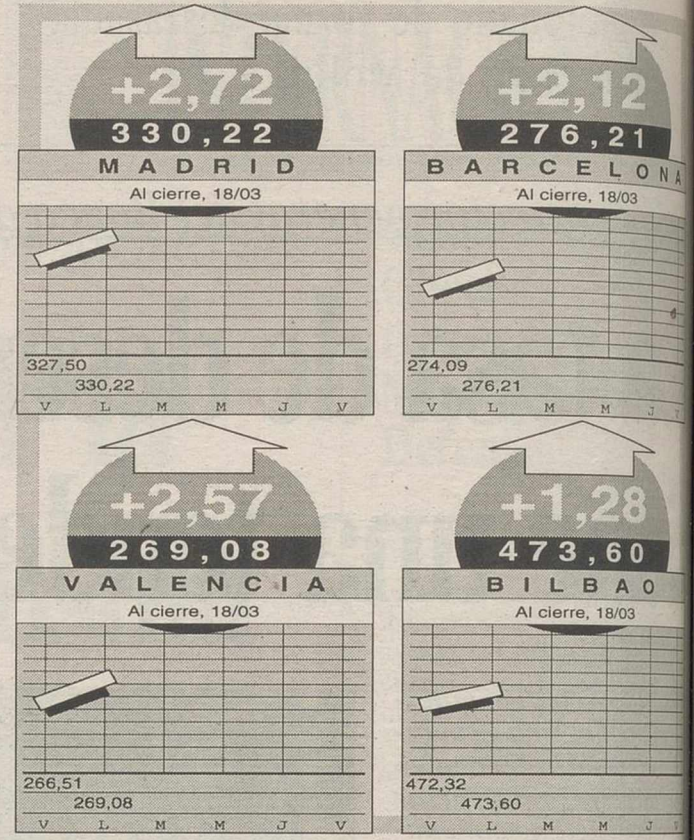 +2,72
330,22
MADRID
Al cierre, 18/03
327,50
330,22
V L M M J V
+2,12
276,21
BARCELONA
Al cierre, 18/03
274,09
276,21
V L M M J
+2,57
269,08
VALENCIA
Al cierre, 18/03
266,51
269,08
V L M M J V
+1,28
473,60
BILBAO
Al cierre, 18/03
472,32
473,60
V L M M J